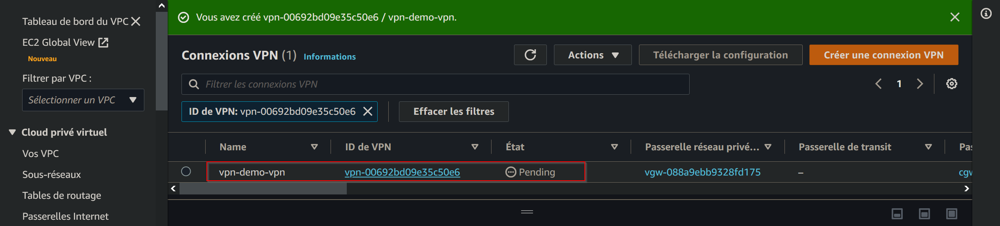 Tableau de bord du VPC
EC2 Global View
Nouveau
Filtrer par VPC :
Sélectionner un VPC
Cloud privé virtuel
Vos VPC
Sous-réseaux
Tables de routage
Passerelles Internet
Vous avez créé vpn-00692bd09e35c50e6 / vpn-demo-vpn.
Connexions VPN (1) Informations
Actions
Télécharger la configuration
Créer une connexion VPN
Filtrer les connexions VPN
1
ID de VPN: vpn-00692bd09e35c50e6
Effacer les filtres
Name ID de VPN État Passerelle réseau privé... Passerelle de transit Pas
vpn-demo-vpn vpn-00692bd09e35c50e6 Pending vgw-088a9ebb9328fd175 – cgw